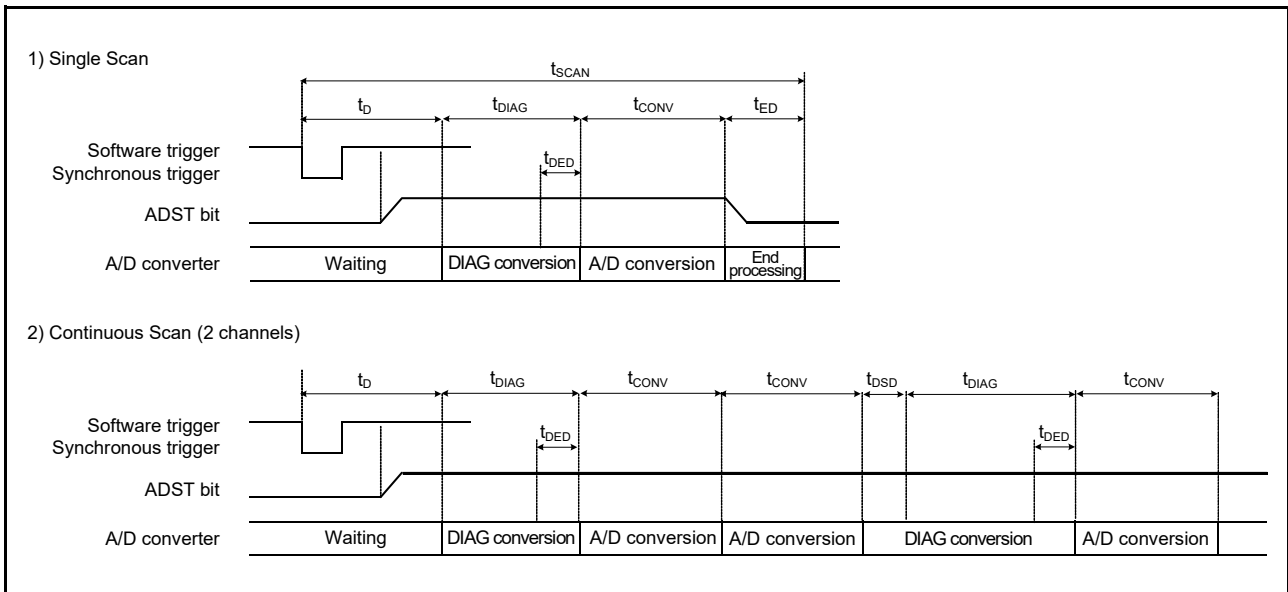 1) Single Scan
tSCAN
tD tDIAG tCONV tED
Software trigger
Synchronous trigger
tDED
ADST bit
A/D converter Waiting DIAG conversion A/D conversion End processing
2) Continuous Scan (2 channels)
tD tDIAG tCONV tCONV tDSD tDIAG tCONV
Software trigger
Synchronous trigger
tDED tDED
ADST bit
A/D converter Waiting DIAG conversion A/D conversion A/D conversion DIAG conversion A/D conversion